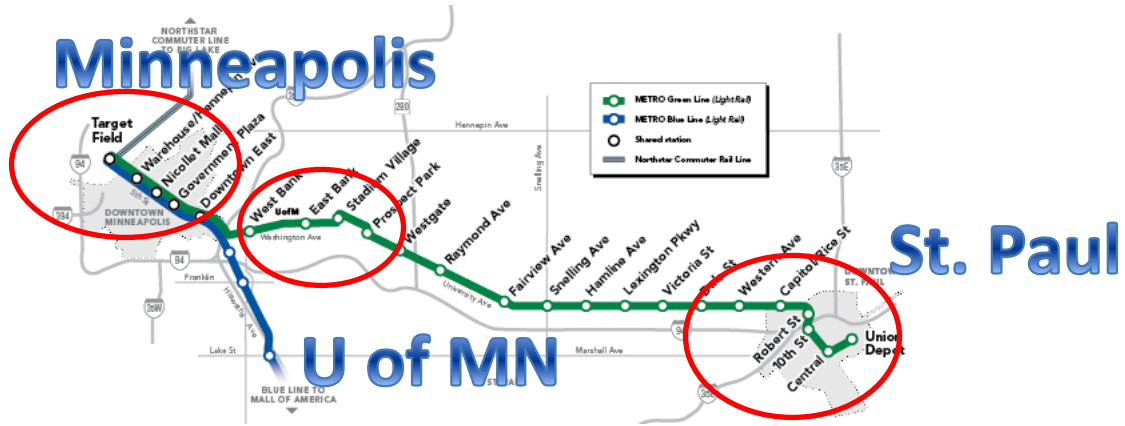 NORTHSTAR
COMMUTER LINE
TO BIG LAKE
Minneapolis
Target
Field
Warehouse/Hennepin Ave
Nicollet Mall
Government Plaza
Downtown East
West Bank
UofM
East Bank
Stadium Village
Prospect Park
Westgate
Raymond Ave
Fairview Ave
Snelling Ave
Hamline Ave
Lexington Pkwy
Victoria St
Dale St
Western Ave
Capitol/Rice St
Robert St
10th St
Central
Union
Depot
METRO Green Line (Light Rail)
METRO Blue Line (Light Rail)
Shared station
Northstar Commuter Rail Line
94
394
5th St
DOWNTOWN
MINNEAPOLIS
94
35W
Franklin
Hiawatha Ave
Lake St
BLUE LINE TO
MALL OF AMERICA
Washington Ave
280
Hennepin Ave
Snelling Ave
University Ave
94
Marshall Ave
35E
35E
DOWNTOWN
ST. PAUL
St. Paul
U of MN